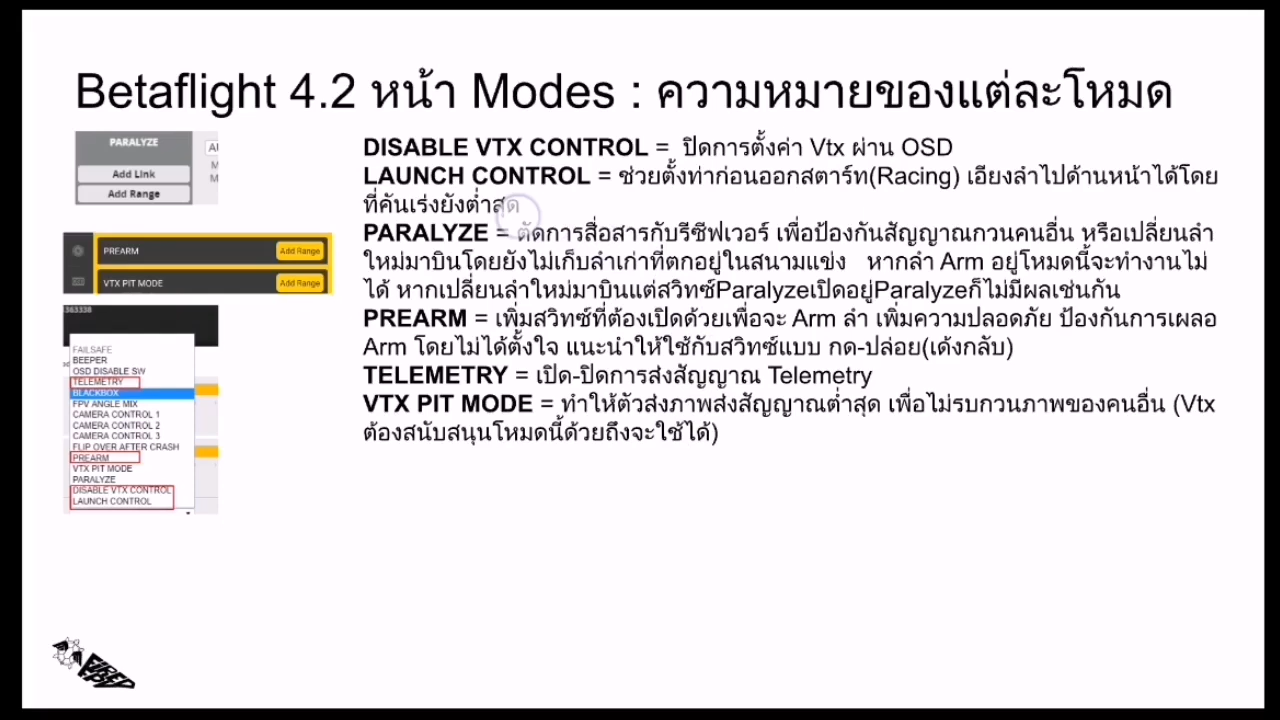 Betaflight 4.2 หน้า Modes : ความหมายของแต่ละโหมด
PARALYZE
Add Link
Add Range
PREARM
Add Range
VTX PIT MODE
Add Range
FAILSAFE
BEEPER
OSD DISABLE SW
TELEMETRY
BLACKBOX
FPV ANGLE MIX
CAMERA CONTROL 1
CAMERA CONTROL 2
CAMERA CONTROL 3
FLIP OVER AFTER CRASH
PREARM
VTX PIT MODE
PARALYZE
DISABLE VTX CONTROL
LAUNCH CONTROL
DISABLE VTX CONTROL = ปิดการตั้งค่า Vtx ผ่าน OSD
LAUNCH CONTROL = ช่วยตั้งท่าก่อนออกสตาร์ท(Racing) เอียงลำไปด้านหน้าได้โดย
ที่คันเร่งยังต่ำสุด
PARALYZE = ตัดการสื่อสารกับรีซีฟเวอร์ เพื่อป้องกันสัญญาณกวนคนอื่น หรือเปลี่ยนลำ
ใหม่มาบินโดยยังไม่เก็บลำเก่าที่ตกอยู่ในสนามแข่ง หากลำ Arm อยู่โหมดนี้จะทำงานไม่
ได้ หากเปลี่ยนลำใหม่มาบินแต่สวิทช์Paralyzeเปิดอยู่Paralyzeก็ไม่มีผลเช่นกัน
PREARM = เพิ่มสวิทช์ที่ต้องเปิดด้วยเพื่อจะ Arm ลำ เพิ่มความปลอดภัย ป้องกันการเผลอ
Arm โดยไม่ได้ตั้งใจ แนะนำให้ใช้กับสวิทซ์แบบ กด-ปล่อย(เด้งกลับ)
TELEMETRY = เปิด-ปิดการส่งสัญญาณ Telemetry
VTX PIT MODE = ทำให้ตัวส่งภาพส่งสัญญาณต่ำสุด เพื่อไม่รบกวนภาพของคนอื่น (Vtx
ต้องสนับสนุนโหมดนี้ด้วยถึงจะใช้ได้)